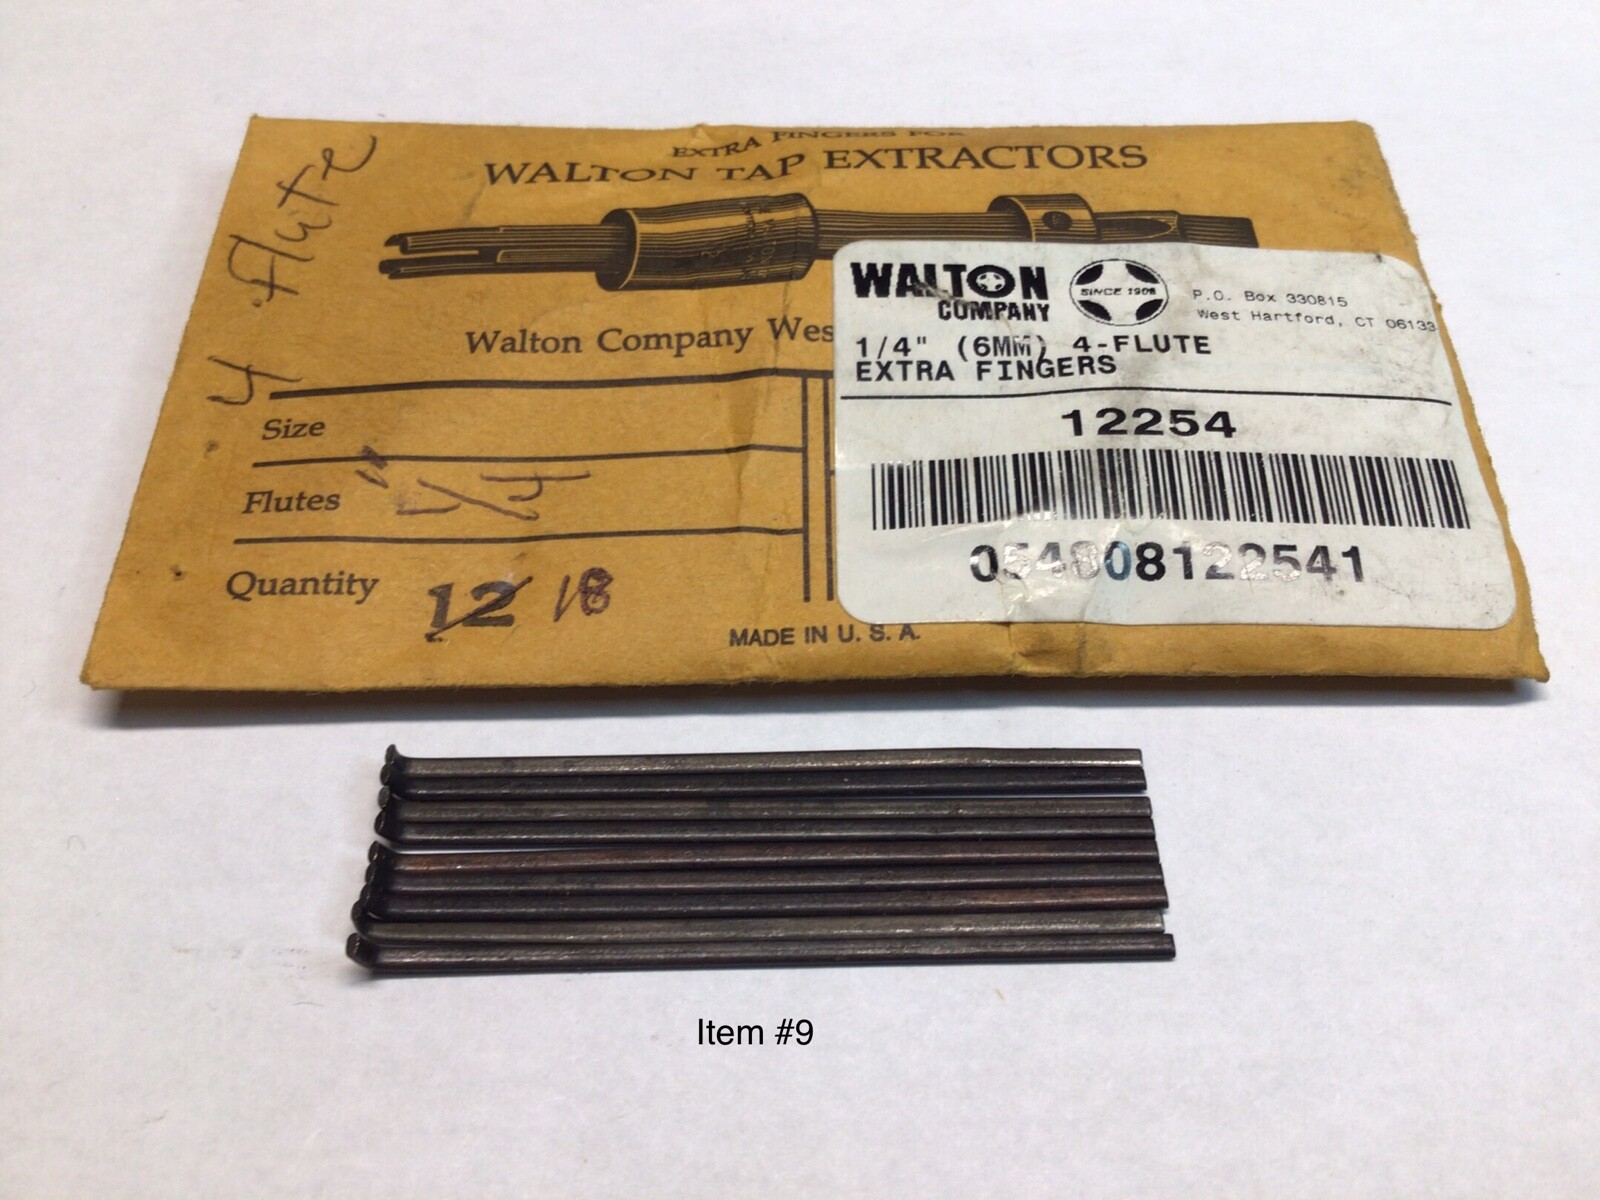 EXTRA FINGERS FOR
WALTON TAP EXTRACTORS
4 Flute
Walton Company Wes
Size
Flutes 1/4"
Quantity 12 18
MADE IN U. S. A.
WALTON
COMPANY
SINCE 1908
P.O. Box 330815
West Hartford, CT 06133
1/4" (6MM) 4-FLUTE
EXTRA FINGERS
12254
054808122541
Item #9